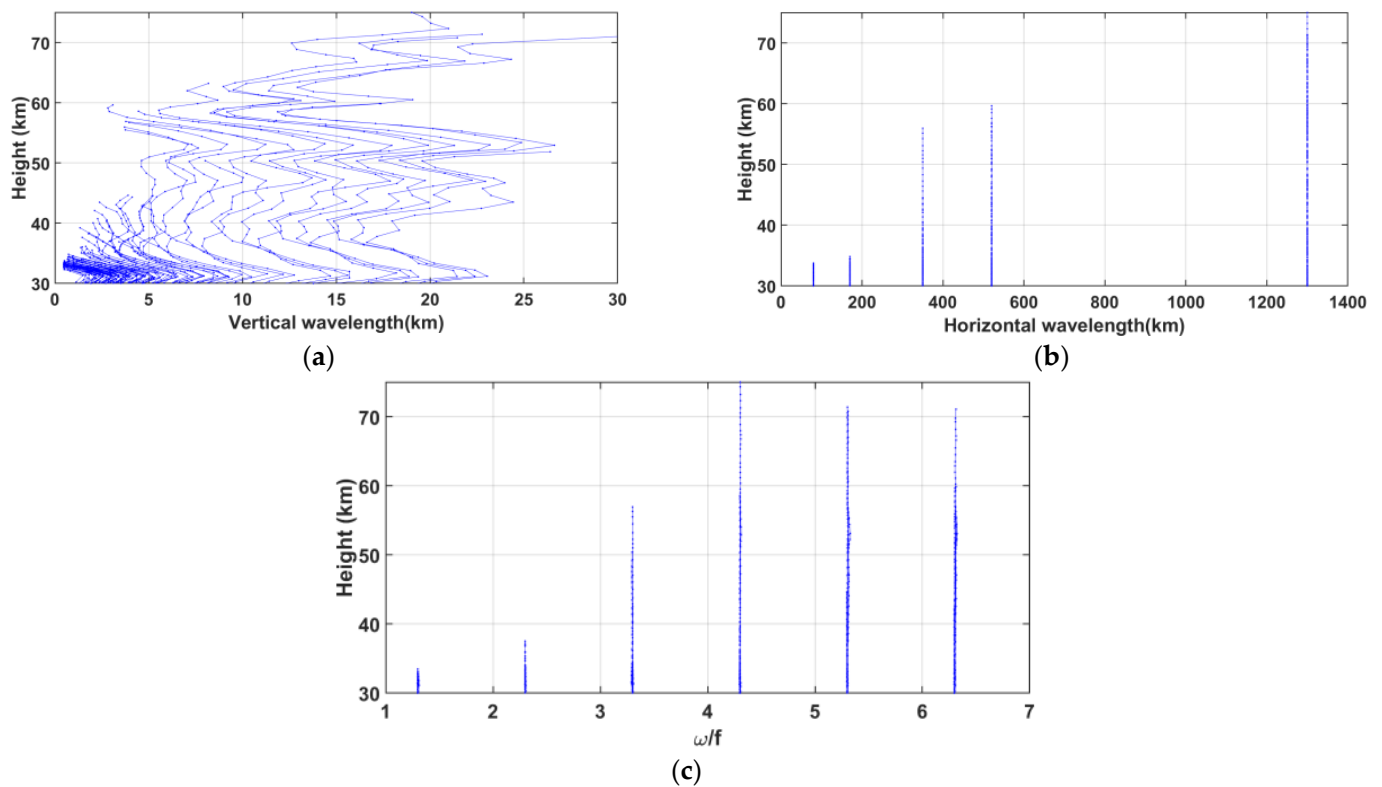 70
60
50
40
30
Height (km)
0 5 10 15 20 25 30
Vertical wavelength(km)
(a)
70
60
50
40
30
Height (km)
0 200 400 600 800 1000 1200 1400
Horizontal wavelength(km)
(b)
70
60
50
40
30
Height (km)
1 2 3 4 5 6 7
ω/f
(c)